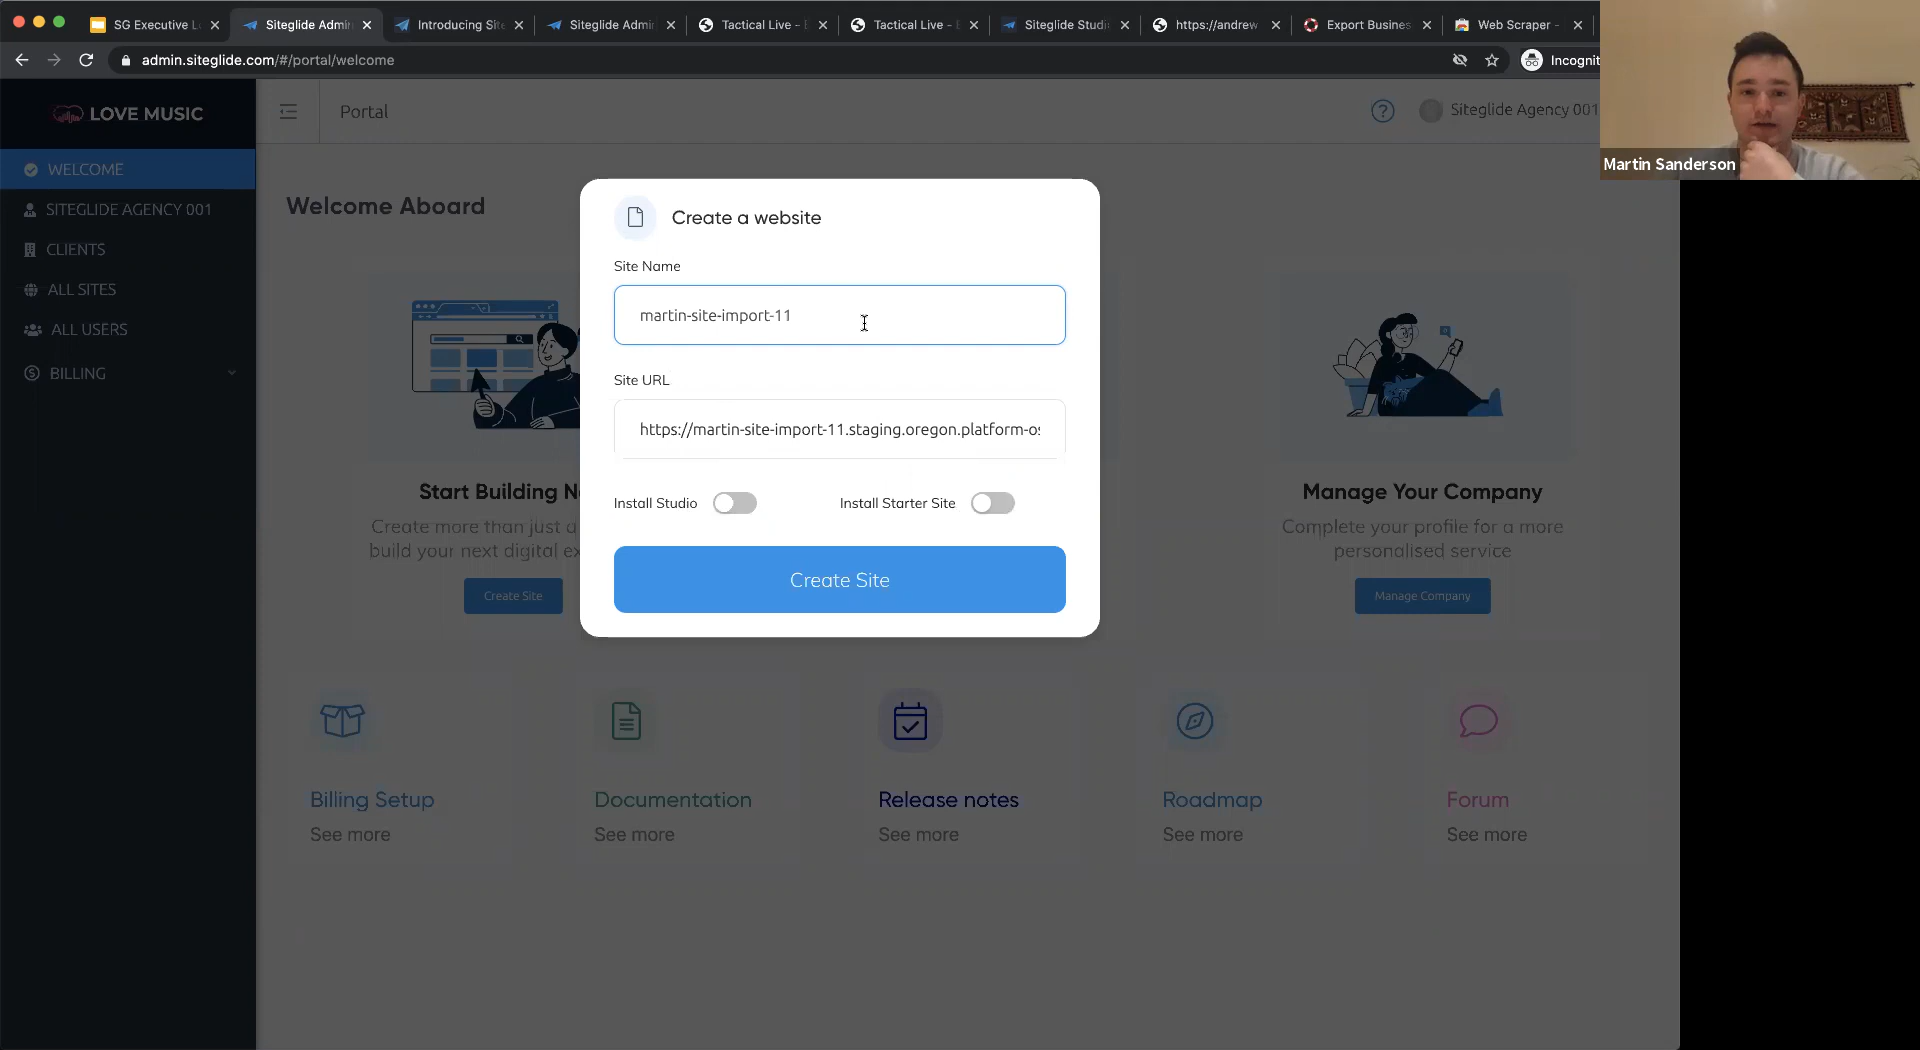 SG Executive L
Siteglide Admin
Introducing Site
Siteglide Admin
Tactical Live -
Tactical Live -
Siteglide Studi
https://andrew
Export Busines
Web Scraper -
admin.siteglide.com/#/portal/welcome
Incognit
LOVE MUSIC
Portal
Siteglide Agency 001
Martin Sanderson
WELCOME
SITEGLIDE AGENCY 001
CLIENTS
ALL SITES
ALL USERS
BILLING
Welcome Aboard
Create a website
Site Name
martin-site-import-11
Site URL
https://martin-site-import-11.staging.oregon.platform-os
Install Studio
Install Starter Site
Create Site
Start Building N
Create more than just a
build your next digital ex
Create Site
Manage Your Company
Complete your profile for a more
personalised service
Manage Company
Billing Setup
See more
Documentation
See more
Release notes
See more
Roadmap
See more
Forum
See more